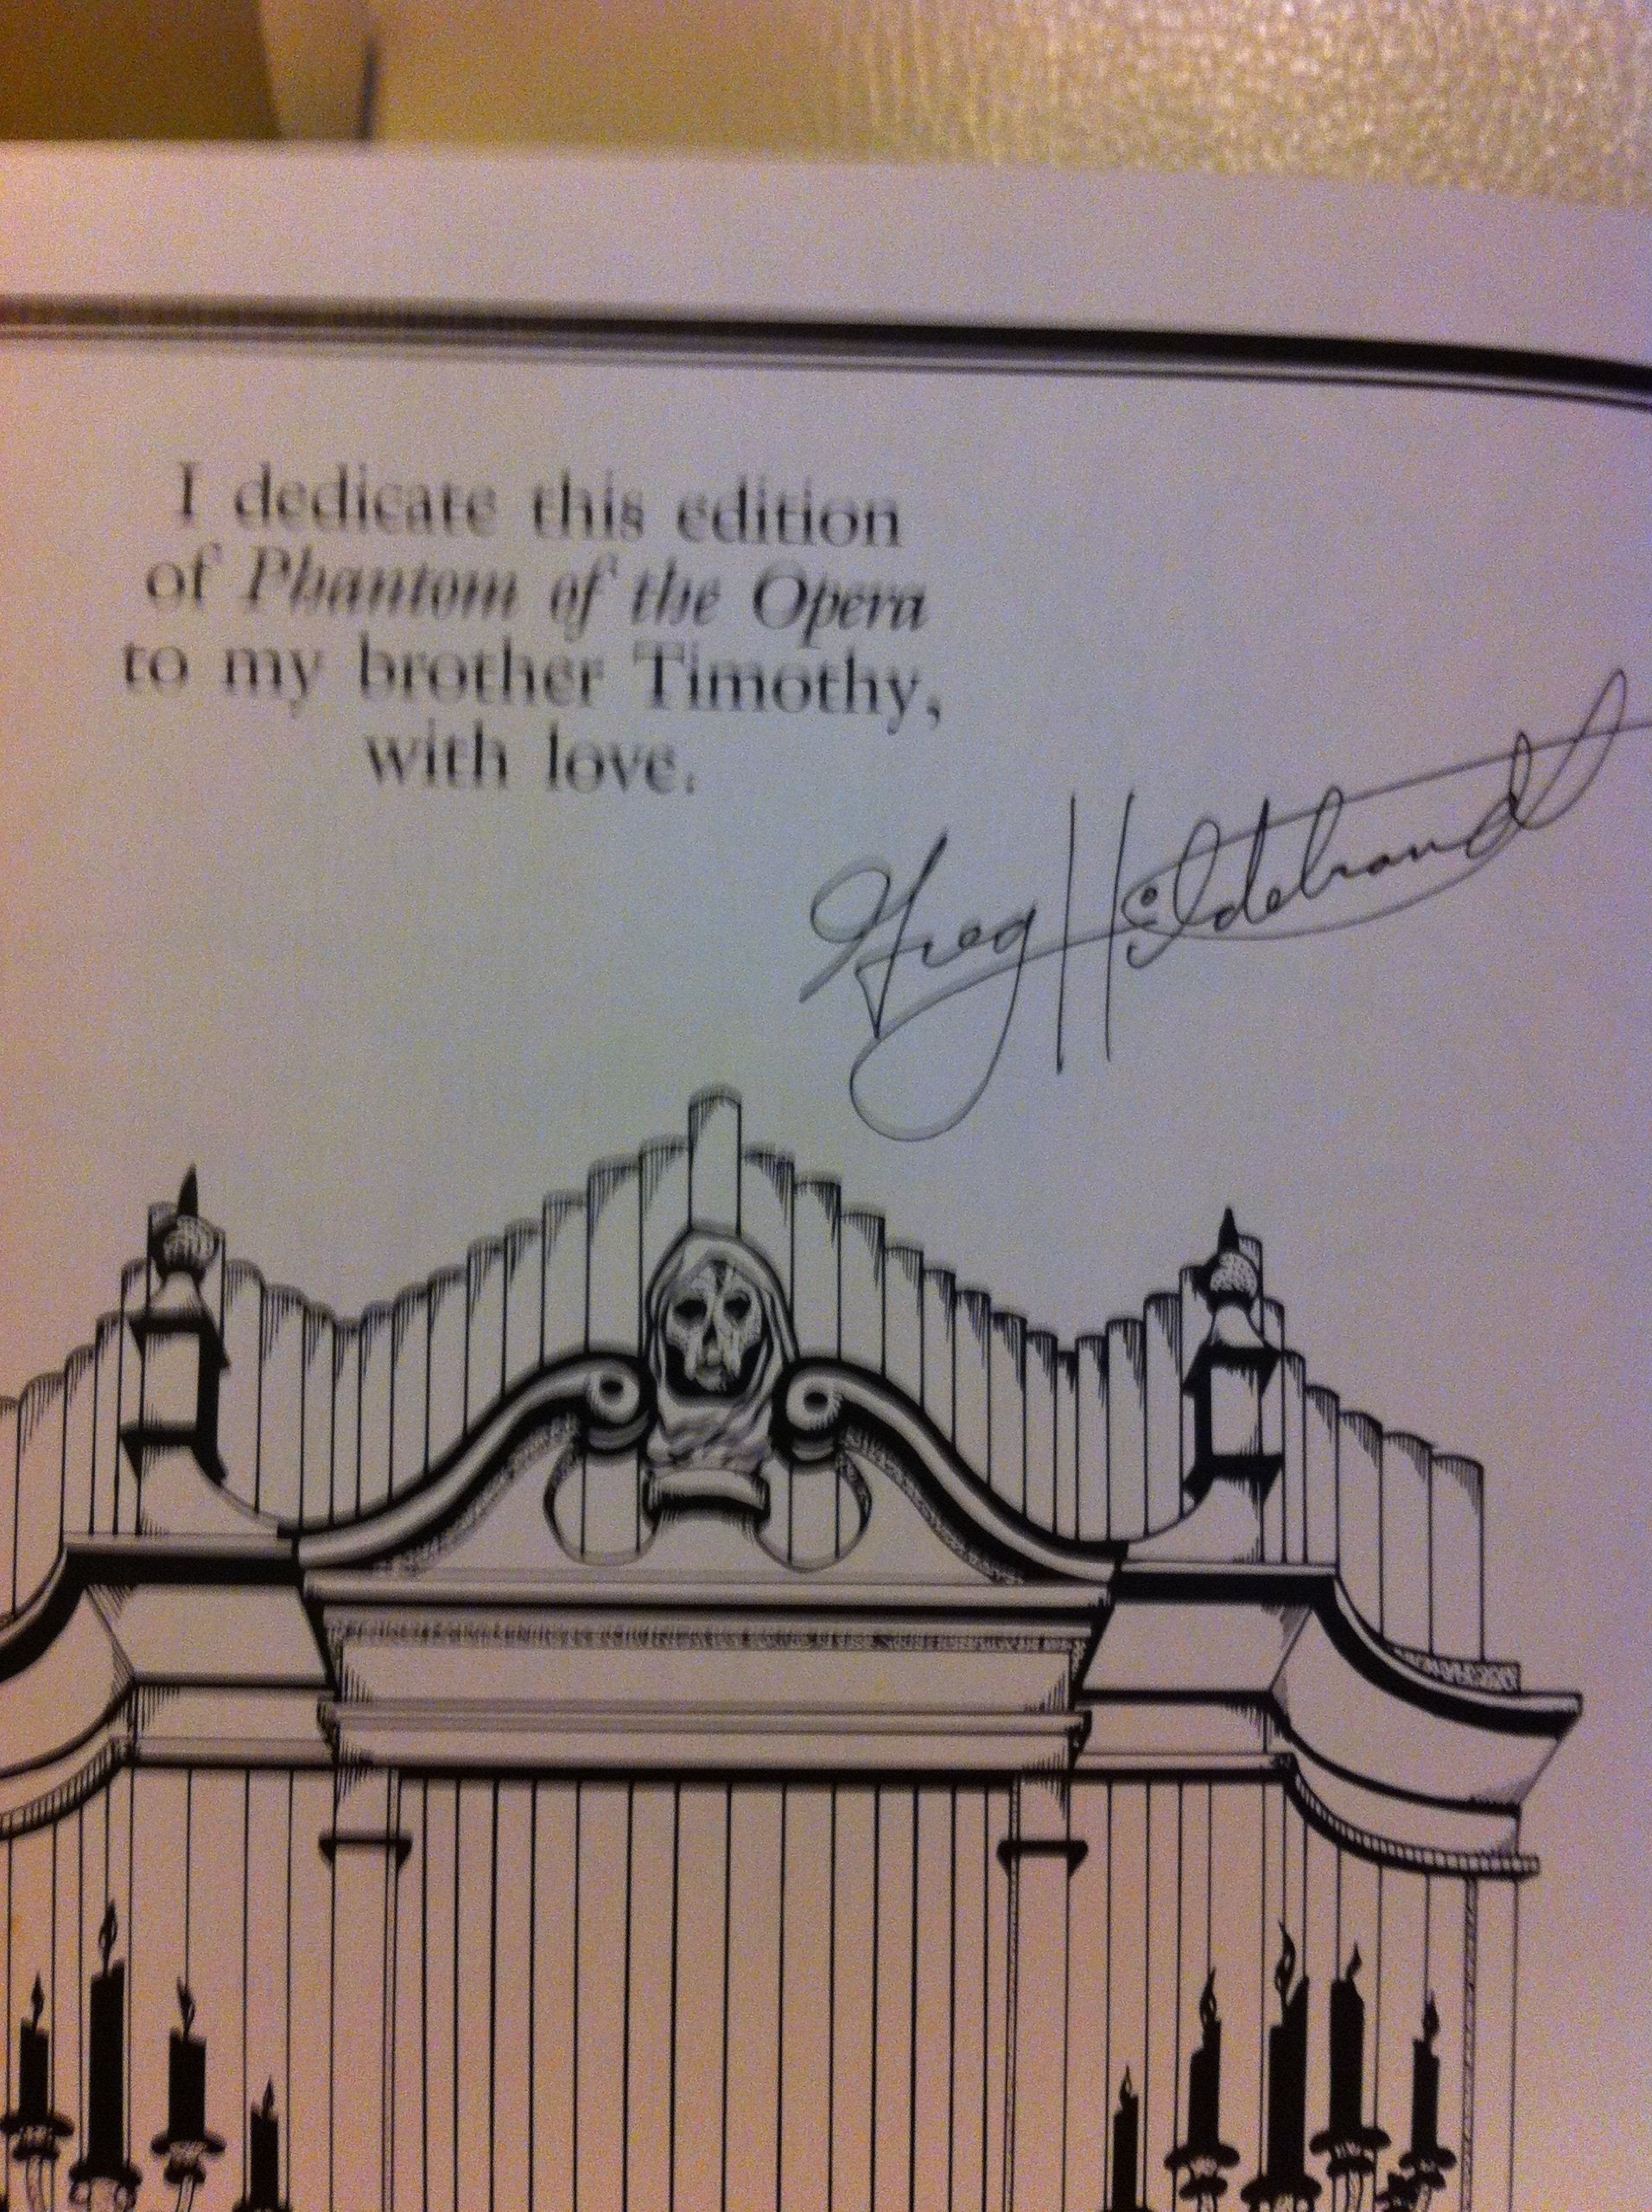 I dedicate this edition
of Phantom of the Opera
to my brother Timothy,
with love.
Greg Hildebrandt